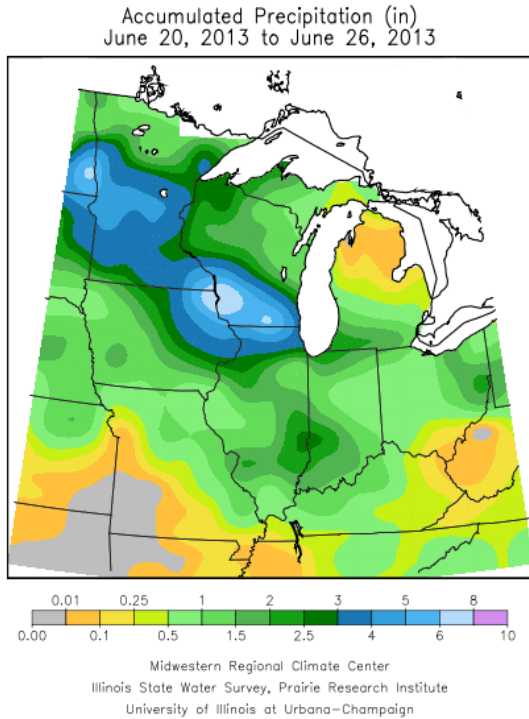 Accumulated Precipitation (in)
June 20, 2013 to June 26, 2013
0.01 0.25 1 2 3 5 8
0.00 0.1 0.5 1.5 2.5 4 6 10
Midwestern Regional Climate Center
Illinois State Water Survey, Prairie Research Institute
University of Illinois at Urbana-Champaign